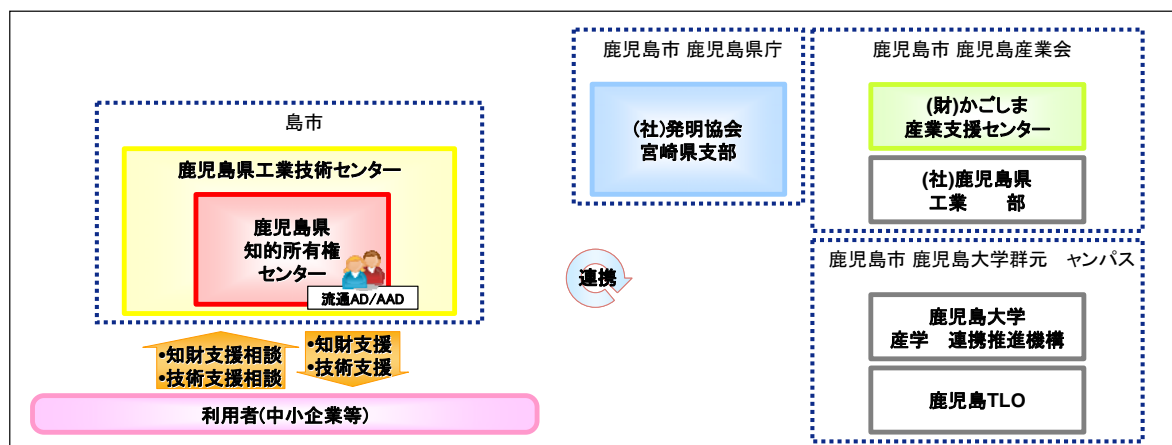 島市
鹿児島県工業技術センター
鹿児島県
知的所有権
センター
流通AD/AAD
•知財支援相談
•技術支援相談
•知財支援
•技術支援
利用者(中小企業等)
連携
鹿児島市 鹿児島県庁
(社)発明協会
宮崎県支部
鹿児島市 鹿児島産業会
(財)かごしま
産業支援センター
(社)鹿児島県
工業　　部
鹿児島市 鹿児島大学群元　ャンパス
鹿児島大学
産学　連携推進機構
鹿児島TLO